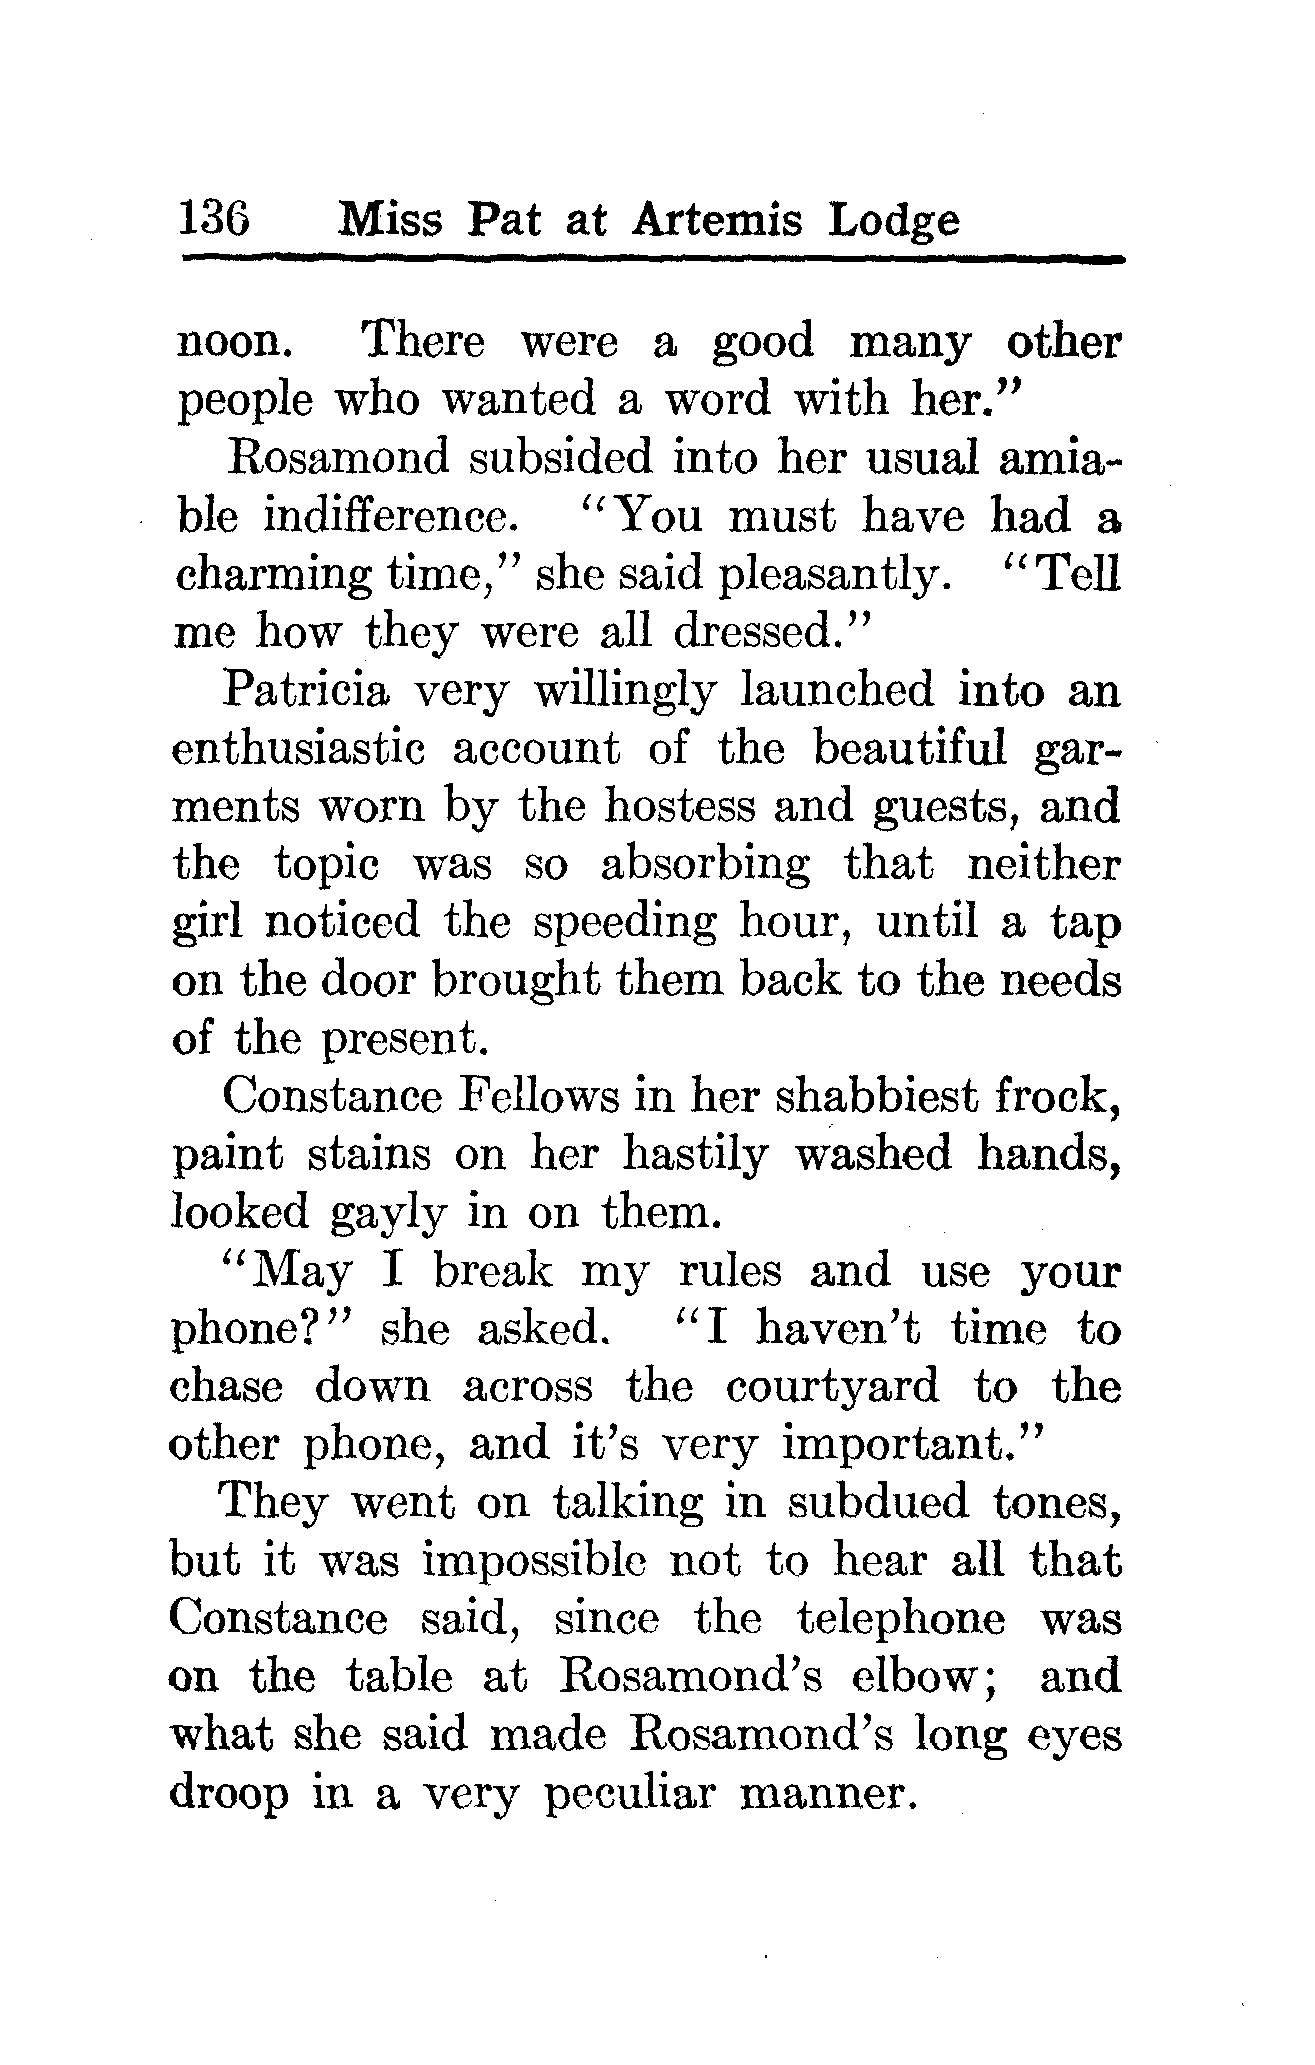 136 Miss Pat at Artemis Lodge
noon. There were a good many other
people who wanted a word with her."
Rosamond subsided into her usual amia-
ble indifference. "You must have had a
charming time," she said pleasantly. "Tell
me how they were all dressed."
Patricia very willingly launched into an
enthusiastic account of the beautiful gar-
ments worn by the hostess and guests, and
the topic was so absorbing that neither
girl noticed the speeding hour, until a tap
on the door brought them back to the needs
of the present.
Constance Fellows in her shabbiest frock,
paint stains on her hastily washed hands,
looked gayly in on them.
"May I break my rules and use your
phone?" she asked. "I haven't time to
chase down across the courtyard to the
other phone, and it's very important."
They went on talking in subdued tones,
but it was impossible not to hear all that
Constance said, since the telephone was
on the table at Rosamond's elbow; and
what she said made Rosamond's long eyes
droop in a very peculiar manner.